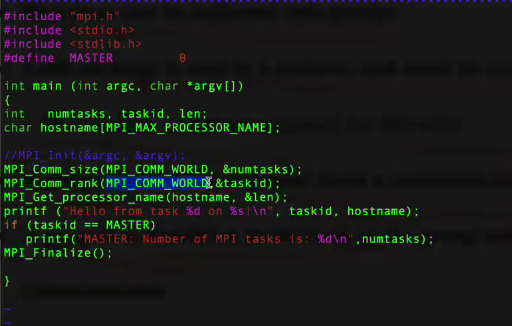 #include "mpi.h"
#include <stdio.h>
#include <stdlib.h>
#define  MASTER          0
int main (int argc, char *argv[])
{
int   numtasks, taskid, len;
char hostname[MPI_MAX_PROCESSOR_NAME];
//MPI_Init(&argc, &argv);
MPI_Comm_size(MPI_COMM_WORLD, &numtasks);
MPI_Comm_rank(MPI_COMM_WORLD,&taskid);
MPI_Get_processor_name(hostname, &len);
printf ("Hello from task %d on %s!\n", taskid, hostname);
if (taskid == MASTER)
   printf("MASTER: Number of MPI tasks is: %d\n",numtasks);
MPI_Finalize();
}
~
~